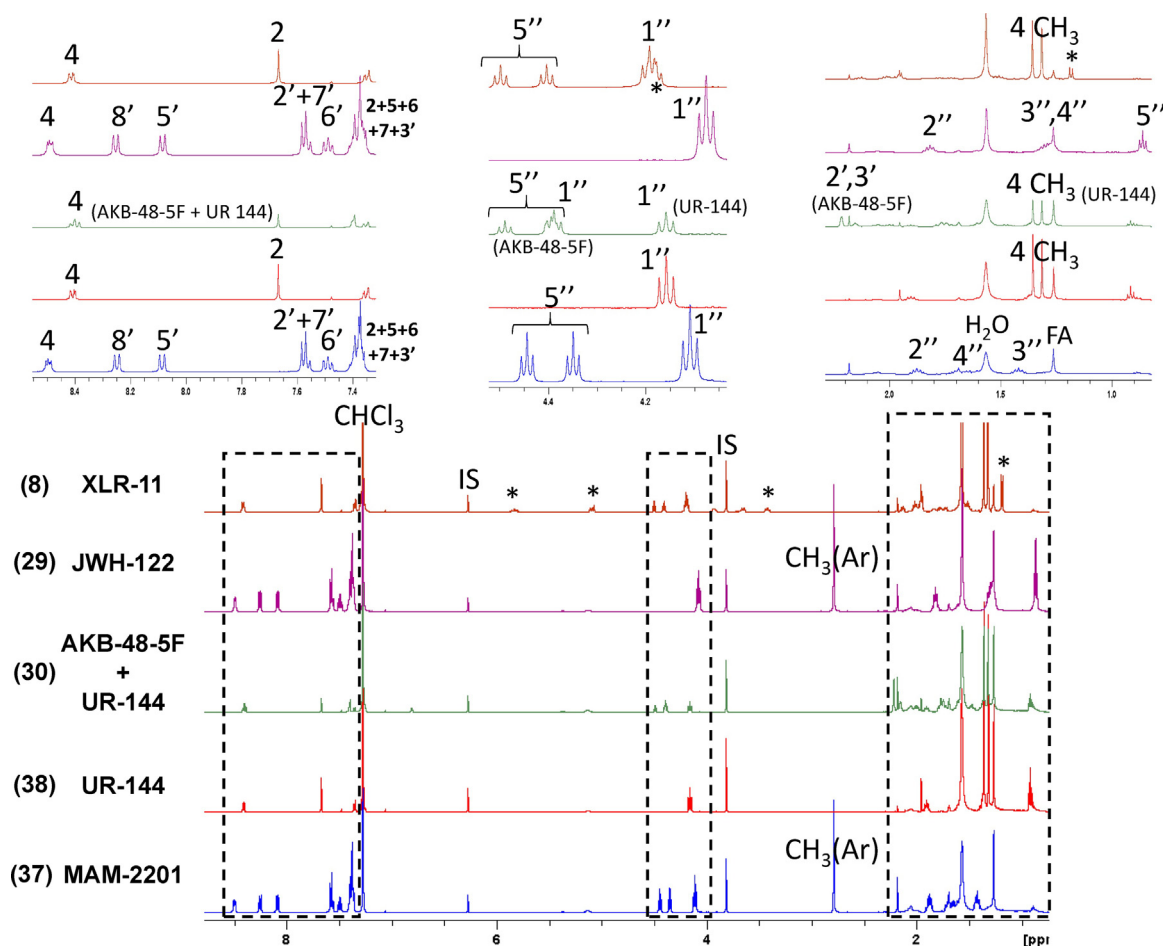 4 2
4 8’ 5’ 2’+7’ 6’ 2+5+6
+7+3’
4 (AKB-48-5F + UR 144)
4 2
4 8’ 5’ 2’+7’ 6’ 2+5+6
+7+3’
8.2 8.0 7.8 7.6 7.4
5’’ 1’’
*
1’’
5’’ 1’’ 1’’ (UR-144)
(AKB-48-5F)
1’’
5’’ 1’’
4.4 4.2
4 CH3
*
2’’ 3’’,4’’ 5’’
2’,3’ 4 CH3 (UR-144)
(AKB-48-5F)
4 CH3
H2O
2’’ 4’’ 3’’ FA
2.0 1.5 1.0
CHCl3
IS IS
(8) XLR-11 * * * *
(29) JWH-122 CH3(Ar)
AKB-48-5F
(30) +
UR-144
(38) UR-144
CH3(Ar)
(37) MAM-2201
8 6 4 2 [ppm